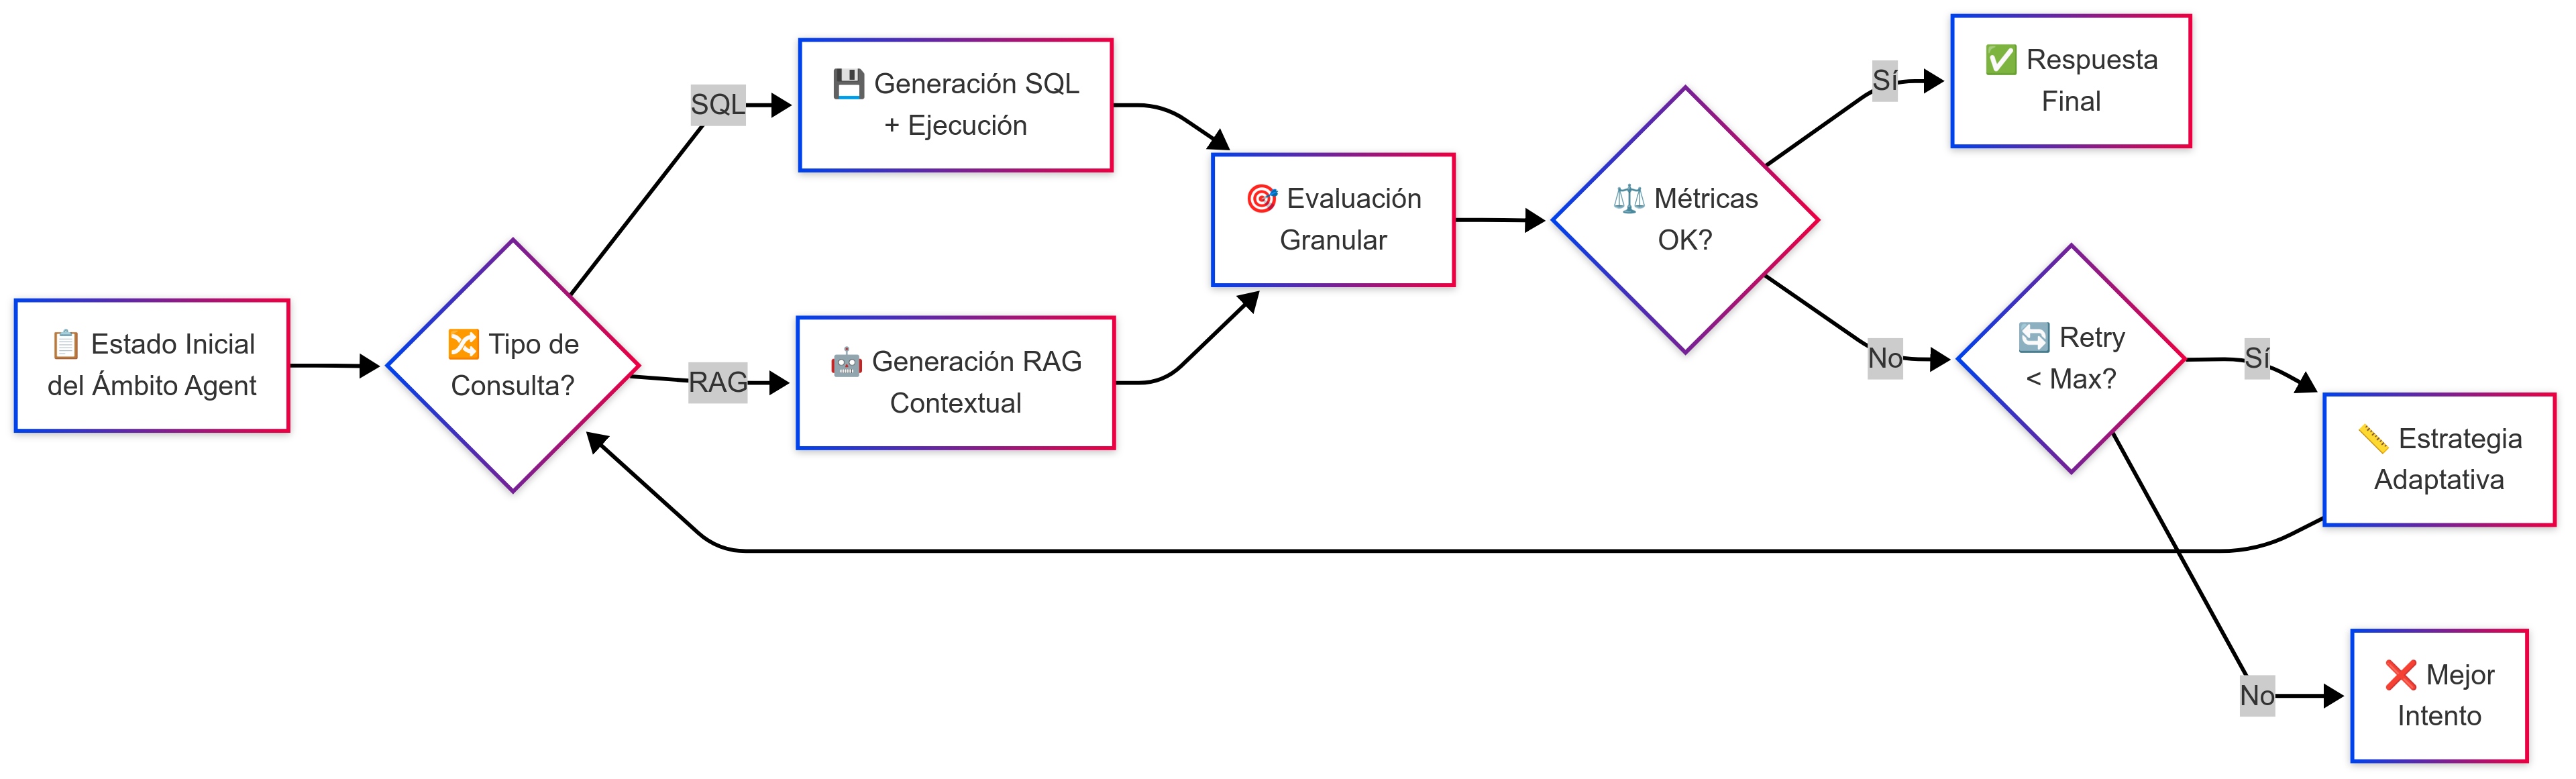 📋 Estado Inicial
del Ámbito Agent
🔀 Tipo de
Consulta?
SQL
RAG
💾 Generación SQL
+ Ejecución
🤖 Generación RAG
Contextual
🎯 Evaluación
Granular
⚖️ Métricas
OK?
Sí
No
✅ Respuesta
Final
🔄 Retry
< Max?
Sí
No
📏 Estrategia
Adaptativa
❌ Mejor
Intento